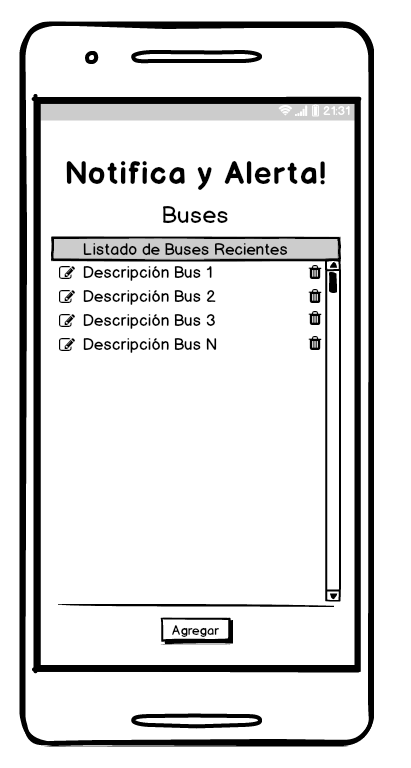 21:31
Notifica y Alerta!
Buses
Listado de Buses Recientes
Descripción Bus 1
Descripción Bus 2
Descripción Bus 3
Descripción Bus N
Agregar